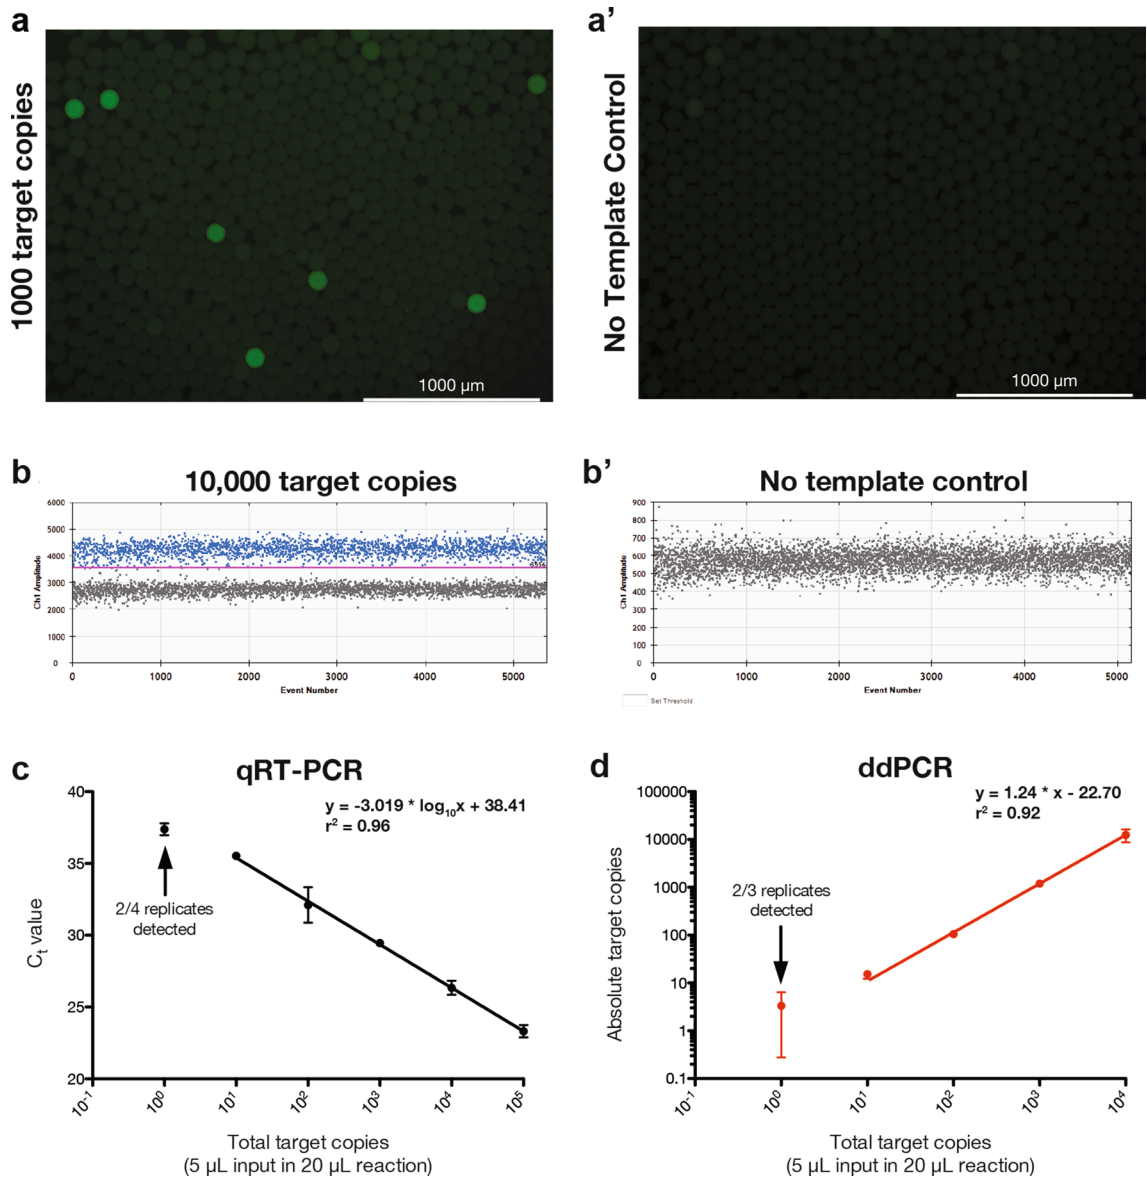 a
1000 target copies
1000 µm
a'
No Template Control
1000 µm
b
10,000 target copies
6000
5000
4000
3000
2000
1000
0
Ch1 Amplitude
0
1000
2000
3000
4000
5000
Event Number
b'
No template control
900
800
700
600
500
400
300
200
100
0
Ch1 Amplitude
0
1000
2000
3000
4000
5000
Event Number
Set Threshold
c
qRT-PCR
y = -3.019 * log₁₀x + 38.41
r² = 0.96
40
35
30
25
20
Cₜ value
2/4 replicates
detected
10⁻¹
10⁰
10¹
10²
10³
10⁴
10⁵
Total target copies
(5 µL input in 20 µL reaction)
d
ddPCR
y = 1.24 * x - 22.70
r² = 0.92
100000
10000
1000
100
10
1
0.1
Absolute target copies
2/3 replicates
detected
10⁻¹
10⁰
10¹
10²
10³
10⁴
Total target copies
(5 µL input in 20 µL reaction)